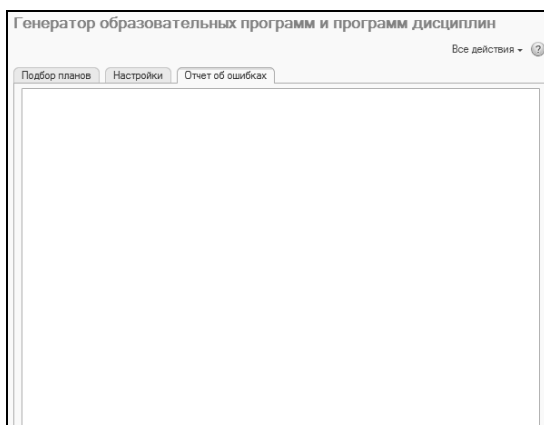 Генератор образовательных программ и программ дисциплин
Все действия
Подбор планов Настройки Отчет об ошибках